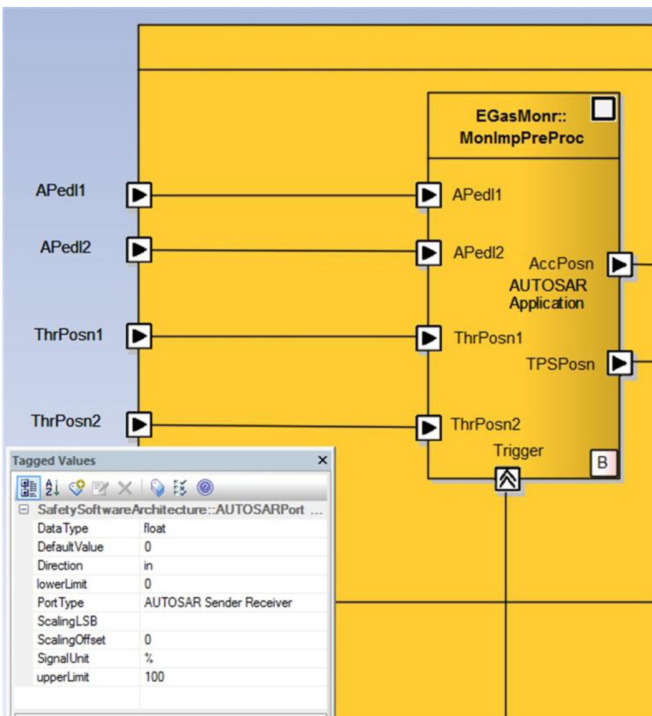 EGasMonr::
MonImpPreProc
APedl1
APedl1
APedl2
APedl2
AccPosn
AUTOSAR
Application
ThrPosn1
ThrPosn1
TPSPosn
ThrPosn2
ThrPosn2
Trigger
B
Tagged Values
SafetySoftwareArchitecture::AUTOSARPort ...
DataType float
DefaultValue 0
Direction in
lowerLimit 0
PortType AUTOSAR Sender Receiver
ScalingLSB
ScalingOffset 0
SignalUnit %
upperLimit 100